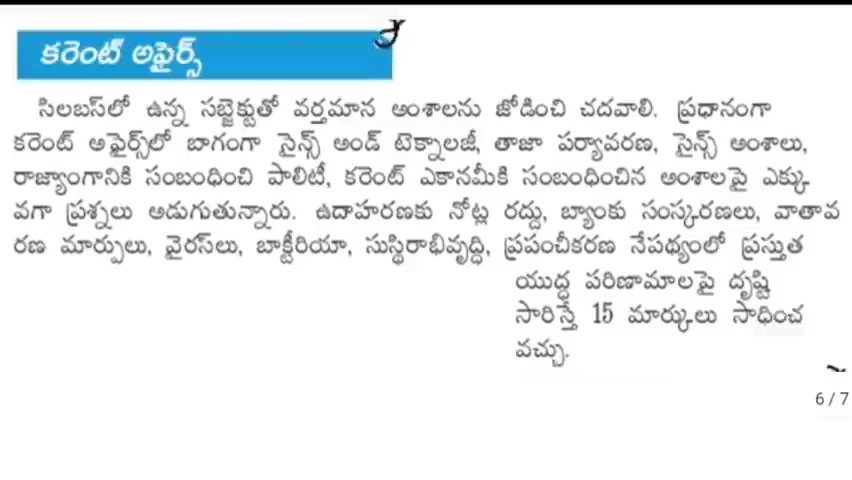 కరెంట్ అఫైర్స్
సిలబస్‌లో ఉన్న సబ్జెక్టుతో వర్తమాన అంశాలను జోడించి చదవాలి. ప్రధానంగా
కరెంట్ అఫైర్స్‌లో బాగంగా సైన్స్ అండ్ టెక్నాలజీ, తాజా పర్యావరణ, సైన్స్ అంశాలు,
రాజ్యాంగానికి సంబంధించి పాలిటీ, కరెంట్ ఎకానమీకి సంబంధించిన అంశాలపై ఎక్కు
వగా ప్రశ్నలు అడుగుతున్నారు. ఉదాహరణకు నోట్ల రద్దు, బ్యాంకు సంస్కరణలు, వాతావ
రణ మార్పులు, వైరస్‌లు, బాక్టీరియా, సుస్థిరాభివృద్ధి, ప్రపంచీకరణ నేపథ్యంలో ప్రస్తుత
యుద్ధ పరిణామాలపై దృష్టి
సారిస్తే 15 మార్కులు సాధించ
వచ్చు.
6 / 7